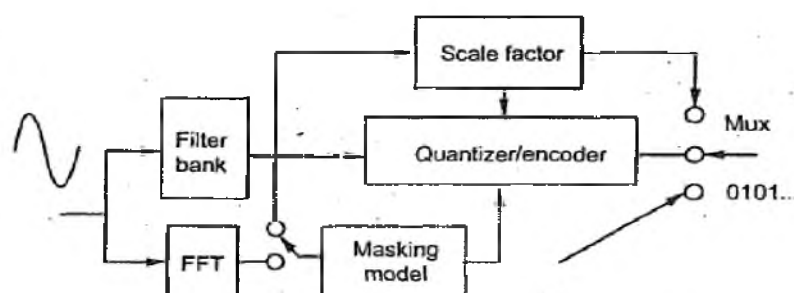 Scale factor
Mux
Filter
bank
Quantizer/encoder
0101...
FFT
Masking
model